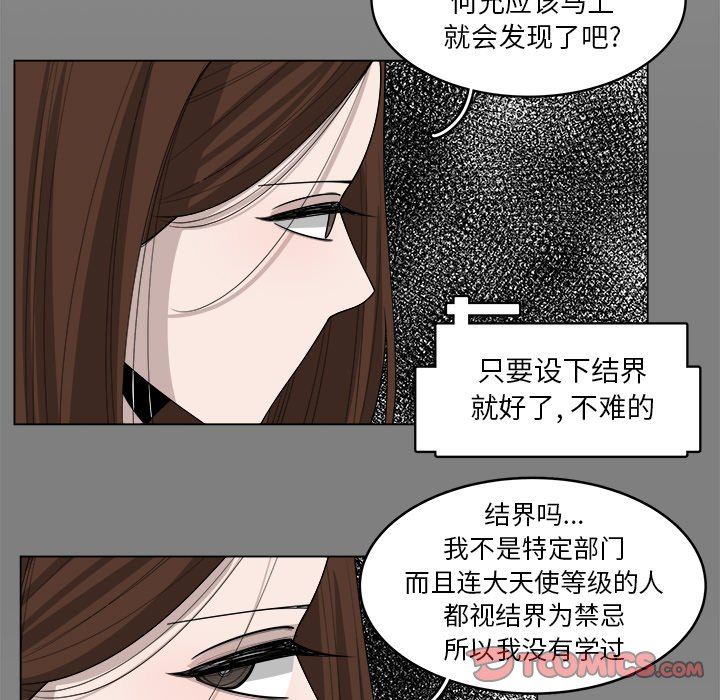 何允应该马上
就会发现了吧?
只要设下结界
就好了, 不难的
结界吗...
我不是特定部门
而且连大天使等级的人
都视结界为禁忌
所以我没有学过
DTCOMICS.COM